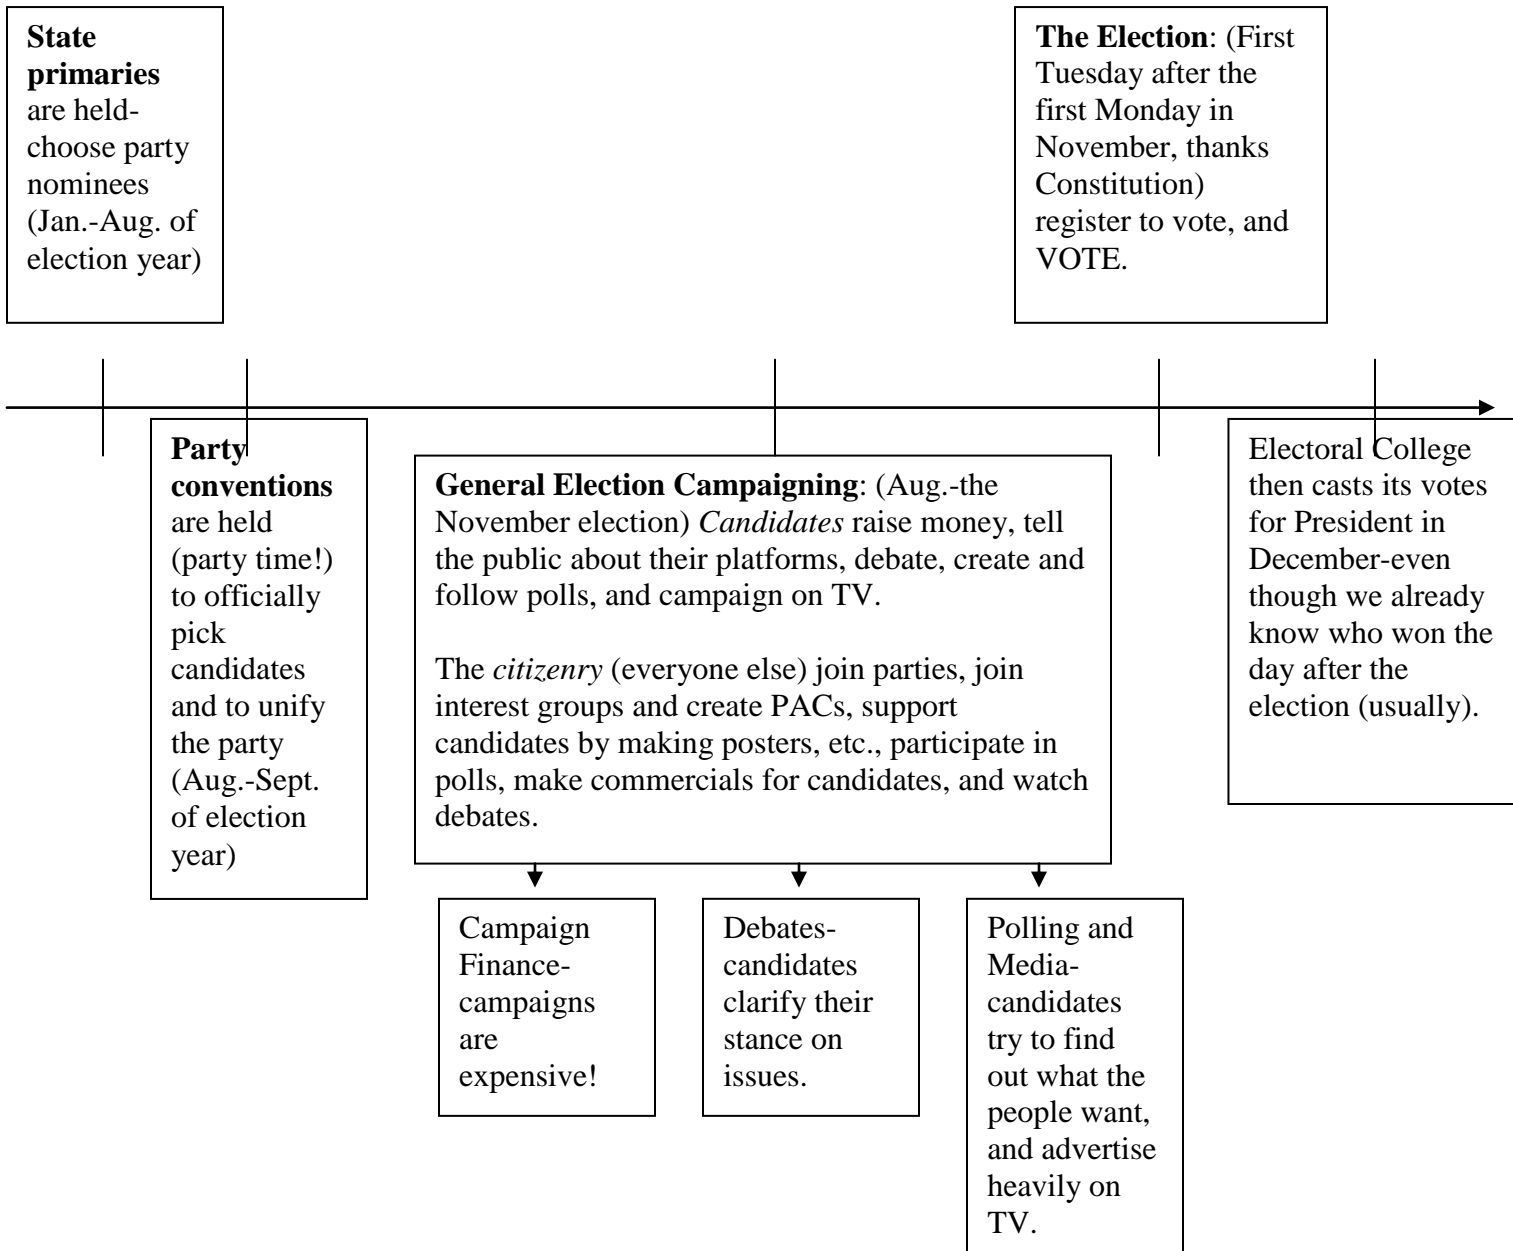 State
primaries
are held-
choose party
nominees
(Jan.-Aug. of
election year)
The Election: (First
Tuesday after the
first Monday in
November, thanks
Constitution)
register to vote, and
VOTE.
Party
conventions
are held
(party time!)
to officially
pick
candidates
and to unify
the party
(Aug.-Sept.
of election
year)
General Election Campaigning: (Aug.-the
November election) Candidates raise money, tell
the public about their platforms, debate, create and
follow polls, and campaign on TV.
The citizenry (everyone else) join parties, join
interest groups and create PACs, support
candidates by making posters, etc., participate in
polls, make commercials for candidates, and watch
debates.
Electoral College
then casts its votes
for President in
December-even
though we already
know who won the
day after the
election (usually).
Campaign
Finance-
campaigns
are
expensive!
Debates-
candidates
clarify their
stance on
issues.
Polling and
Media-
candidates
try to find
out what the
people want,
and advertise
heavily on
TV.